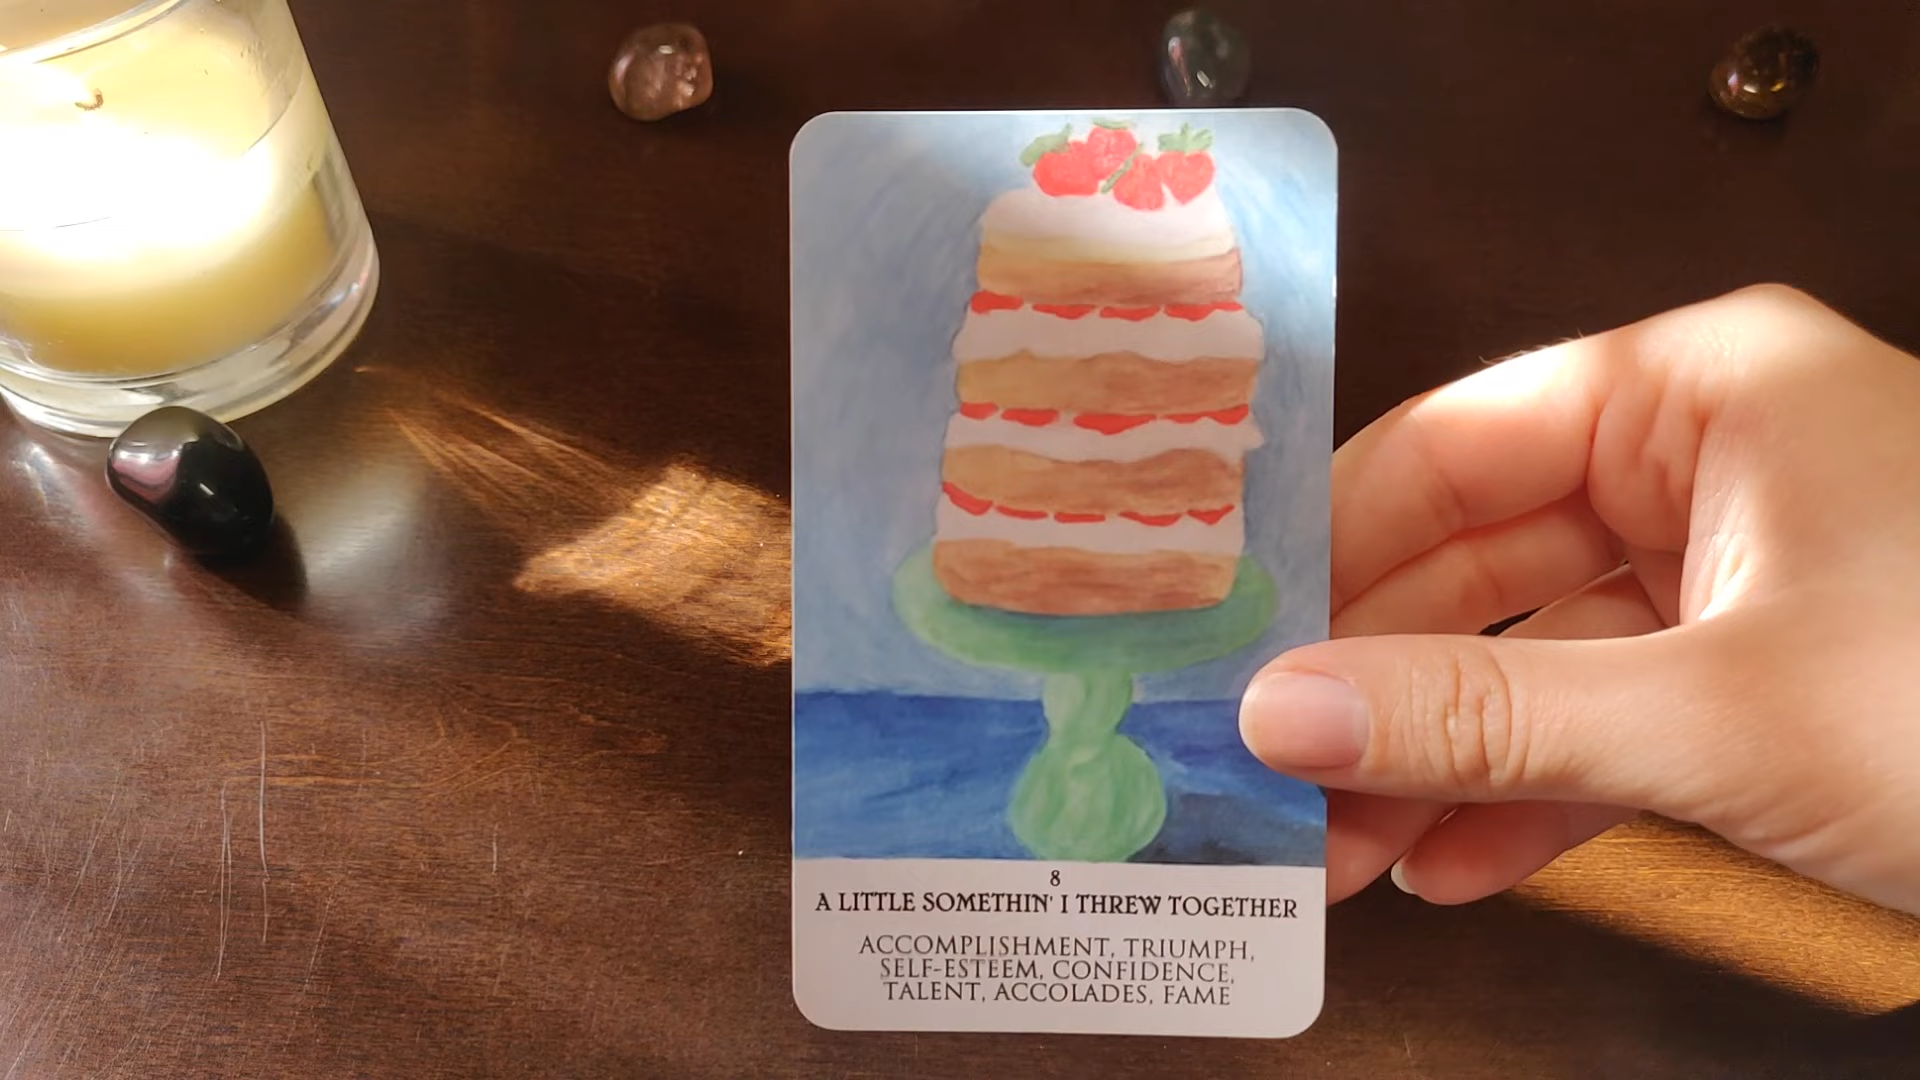 8
A LITTLE SOMETHIN' I THREW TOGETHER
ACCOMPLISHMENT, TRIUMPH,
SELF-ESTEEM, CONFIDENCE,
TALENT, ACCOLADES, FAME